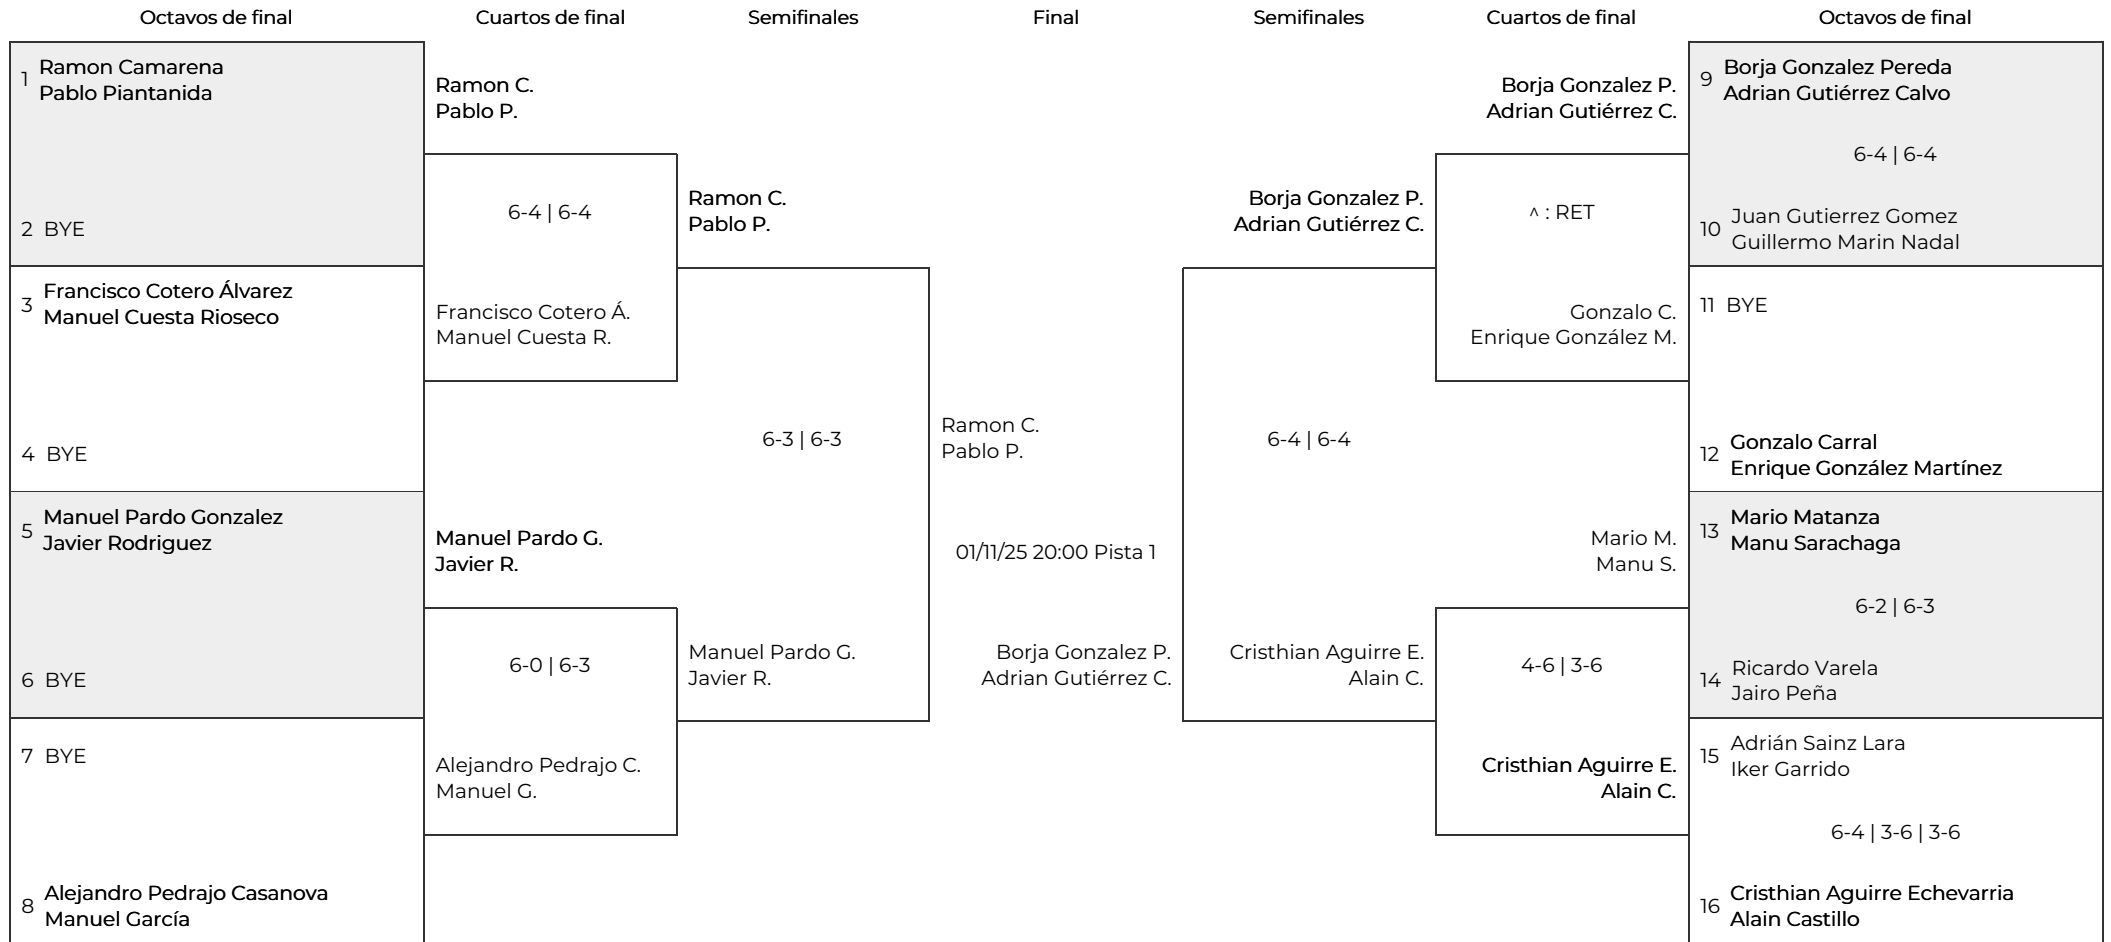 Octavos de final
Cuartos de final
Semifinales
Final
Semifinales
Cuartos de final
Octavos de final
1
Ramon Camarena
Pablo Piantanida
2 BYE
3
Francisco Cotero Álvarez
Manuel Cuesta Rioseco
4 BYE
5
Manuel Pardo Gonzalez
Javier Rodriguez
6 BYE
7 BYE
8
Alejandro Pedrajo Casanova
Manuel García
Ramon C.
Pablo P.
6-4 | 6-4
Francisco Cotero Á.
Manuel Cuesta R.
Manuel Pardo G.
Javier R.
6-0 | 6-3
Alejandro Pedrajo C.
Manuel G.
Ramon C.
Pablo P.
6-3 | 6-3
Manuel Pardo G.
Javier R.
Ramon C.
Pablo P.
01/11/25 20:00 Pista 1
Borja Gonzalez P.
Adrian Gutiérrez C.
Borja Gonzalez P.
Adrian Gutiérrez C.
6-4 | 6-4
Cristhian Aguirre E.
Alain C.
Borja Gonzalez P.
Adrian Gutiérrez C.
^ : RET
Gonzalo C.
Enrique González M.
Mario M.
Manu S.
4-6 | 3-6
Cristhian Aguirre E.
Alain C.
9
Borja Gonzalez Pereda
Adrian Gutiérrez Calvo
6-4 | 6-4
10
Juan Gutierrez Gomez
Guillermo Marin Nadal
11 BYE
12
Gonzalo Carral
Enrique González Martínez
13
Mario Matanza
Manu Sarachaga
6-2 | 6-3
14
Ricardo Varela
Jairo Peña
15
Adrián Sainz Lara
Iker Garrido
6-4 | 3-6 | 3-6
16
Cristhian Aguirre Echevarria
Alain Castillo